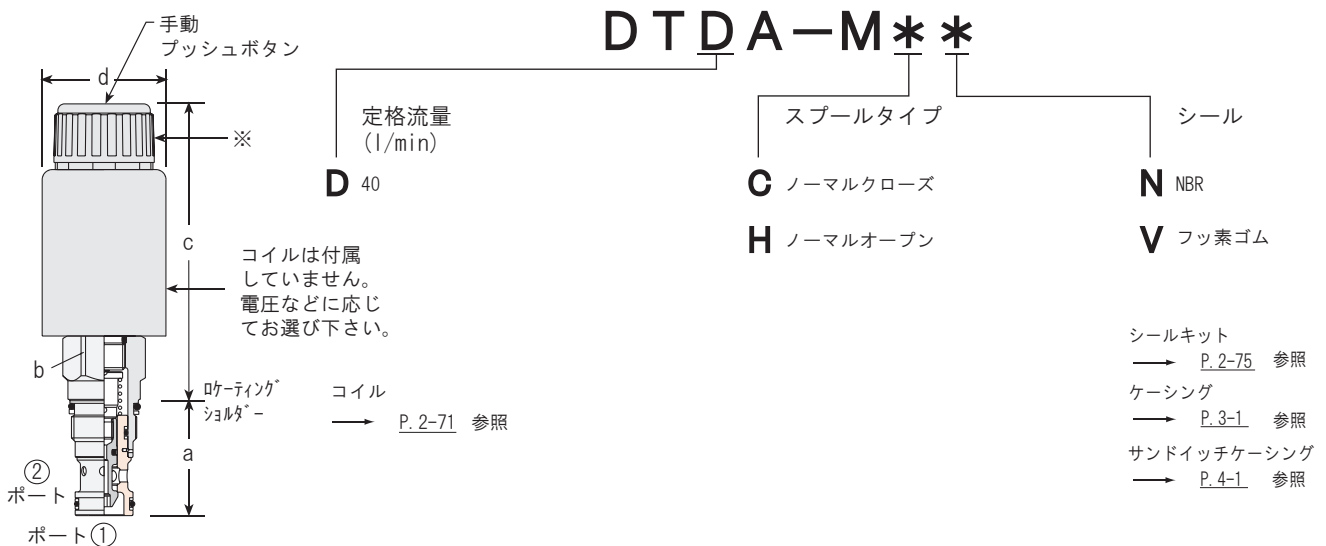 DTDA－M＊＊
手動
プッシュボタン
d
※
c
コイルは付属
していません。
電圧などに応じ
てお選び下さい。
b
ﾛｹｰﾃｨﾝｸﾞ
ｼｮﾙﾀﾞｰ
a
②
ポート
ポート①
定格流量
(l/min)
D 40
コイル
→ P.2-71 参照
スプールタイプ
C ノーマルクローズ
H ノーマルオープン
シール
N NBR
V フッ素ゴム
シールキット
→ P.2-75 参照
ケーシング
→ P.3-1 参照
サンドイッチケーシング
→ P.4-1 参照